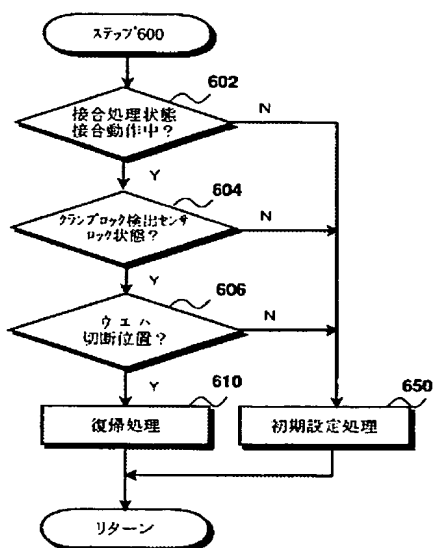 ステップ600
602
接合処理状態
接合動作中?
N
Y
604
クランプロック検出センサ
ロック状態?
N
Y
606
ウエハ
切断位置?
N
Y
610
復帰処理
650
初期設定処理
リターン